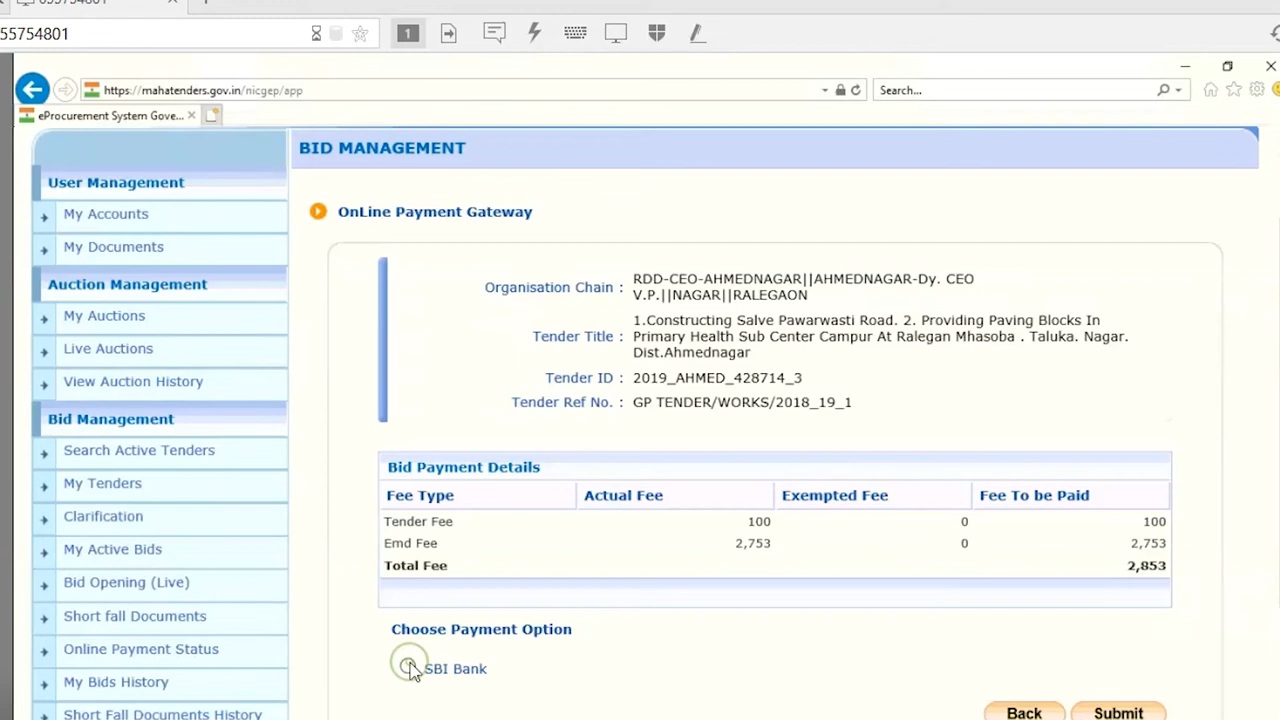 55754801
1
https://mahatenders.gov.in/nicgep/app
Search...
eProcurement System Gove...
BID MANAGEMENT
User Management
My Accounts
My Documents
Auction Management
My Auctions
Live Auctions
View Auction History
Bid Management
Search Active Tenders
My Tenders
Clarification
My Active Bids
Bid Opening (Live)
Short fall Documents
Online Payment Status
My Bids History
Short Fall Documents History
OnLine Payment Gateway
Organisation Chain : RDD-CEO-AHMEDNAGAR||AHMEDNAGAR-Dy. CEO
V.P.||NAGAR||RALEGAON
Tender Title : 1.Constructing Salve Pawarwasti Road. 2. Providing Paving Blocks In
Primary Health Sub Center Campur At Ralegan Mhasoba . Taluka. Nagar.
Dist.Ahmednagar
Tender ID : 2019_AHMED_428714_3
Tender Ref No. : GP TENDER/WORKS/2018_19_1
Bid Payment Details
Fee Type Actual Fee Exempted Fee Fee To be Paid
Tender Fee 100 0 100
Emd Fee 2,753 0 2,753
Total Fee 2,853
Choose Payment Option
SBI Bank
Back Submit